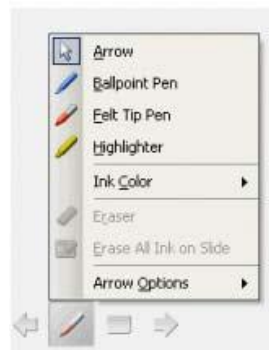 Arrow
Ballpoint Pen
Felt Tip Pen
Highlighter
Ink Color
Eraser
Erase All Ink on Slide
Arrow Options